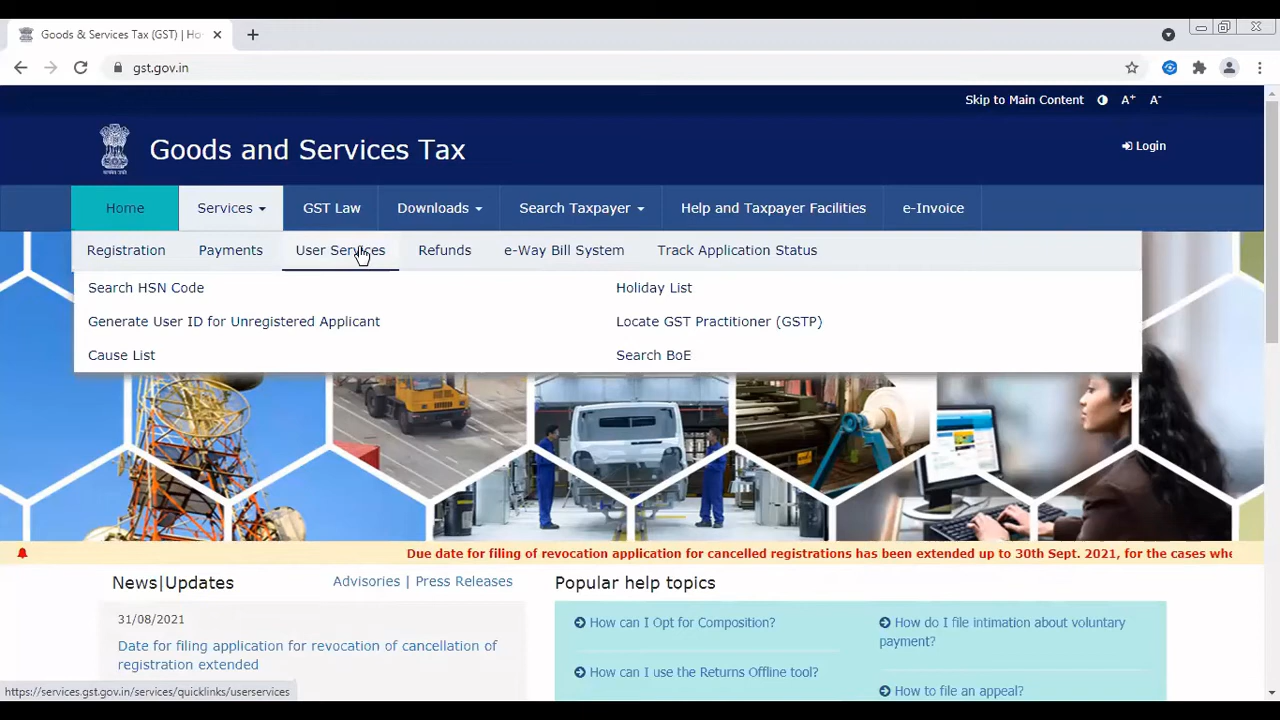 Goods & Services Tax (GST) | Ho
gst.gov.in
Skip to Main Content A+ A-
Goods and Services Tax
Login
Home Services GST Law Downloads Search Taxpayer Help and Taxpayer Facilities e-Invoice
Registration Payments User Services Refunds e-Way Bill System Track Application Status
Search HSN Code Holiday List
Generate User ID for Unregistered Applicant Locate GST Practitioner (GSTP)
Cause List Search BoE
Due date for filing of revocation application for cancelled registrations has been extended up to 30th Sept. 2021, for the cases whe
News|Updates Advisories | Press Releases Popular help topics
31/08/2021
Date for filing application for revocation of cancellation of
registration extended
How can I Opt for Composition?
How can I use the Returns Offline tool?
How do I file intimation about voluntary
payment?
How to file an appeal?
https://services.gst.gov.in/services/quicklinks/userservices